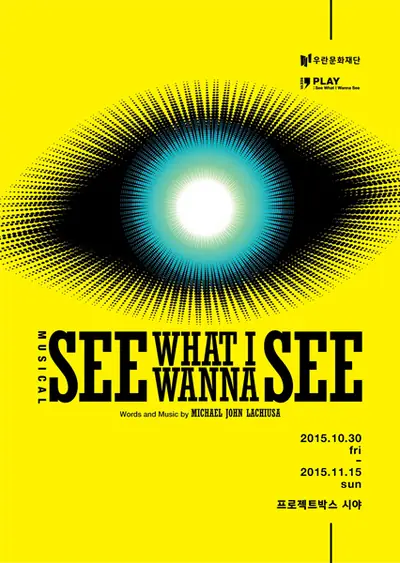 우란문화재단
PLAY
See What I Wanna See
MUSICAL
SEE WHAT I WANNA SEE
Words and Music by MICHAEL JOHN LACHIUSA
2015.10.30
fri
–
2015.11.15
sun
프로젝트박스 시야